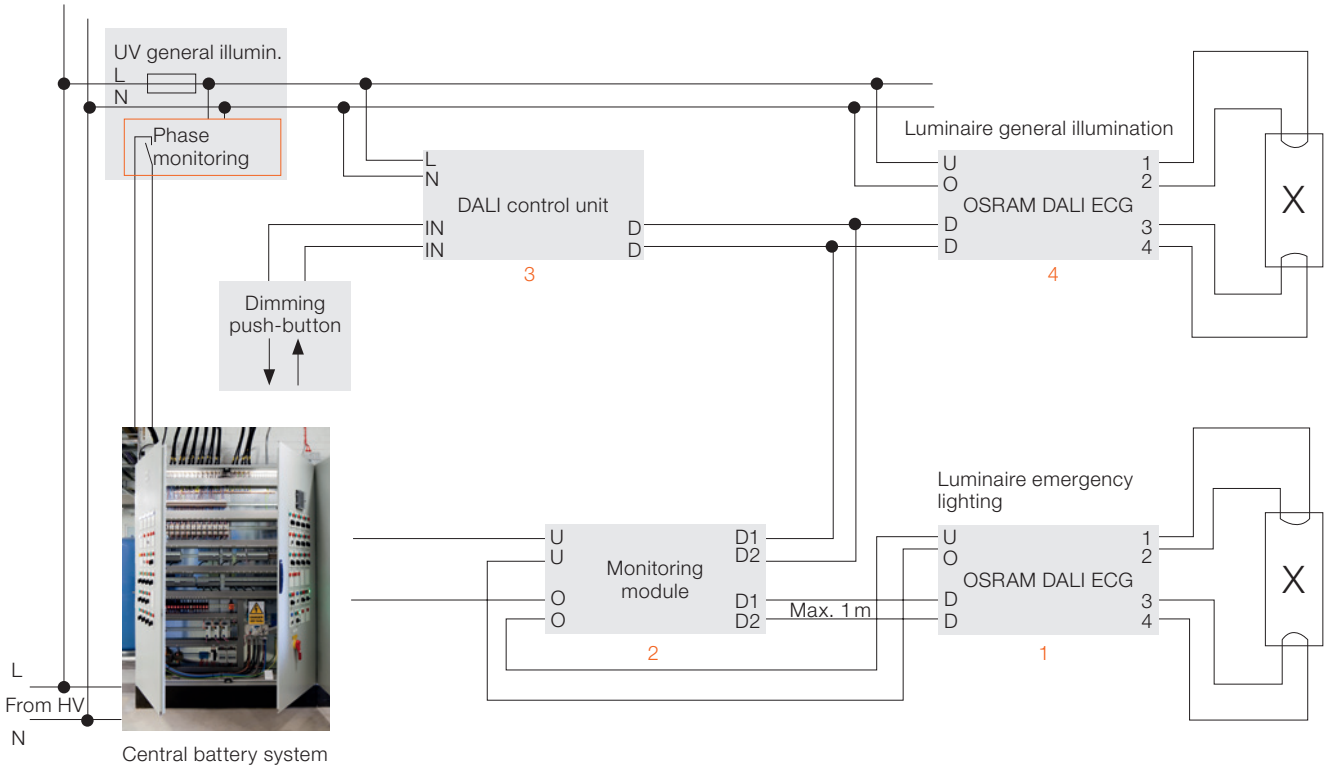 UV general illumin.
L
N
Phase
monitoring
Luminaire general illumination
L
N
DALI control unit
IN
IN
D
D
3
U
O
D
D
OSRAM DALI ECG
1
2
3
4
4
X
Dimming
push-button
Luminaire emergency
lighting
U
U
O
O
Monitoring
module
D1
D2
D1
D2
2
Max. 1 m
U
O
D
D
OSRAM DALI ECG
1
2
3
4
1
X
L
From HV
N
Central battery system